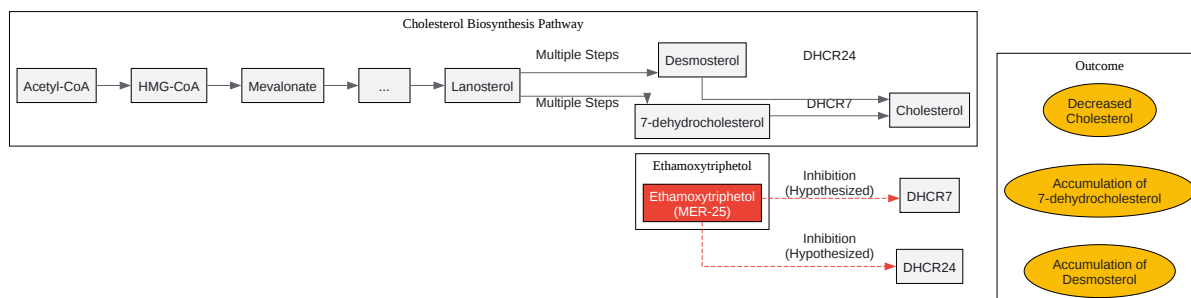 Cholesterol Biosynthesis Pathway
Acetyl-CoA
HMG-CoA
Mevalonate
...
Lanosterol
Multiple Steps
Multiple Steps
Desmosterol
7-dehydrocholesterol
DHCR24
DHCR7
Cholesterol
Ethamoxytriphetol
Ethamoxytriphetol
(MER-25)
Inhibition
(Hypothesized)
DHCR7
Inhibition
(Hypothesized)
DHCR24
Outcome
Decreased
Cholesterol
Accumulation of
7-dehydrocholesterol
Accumulation of
Desmosterol